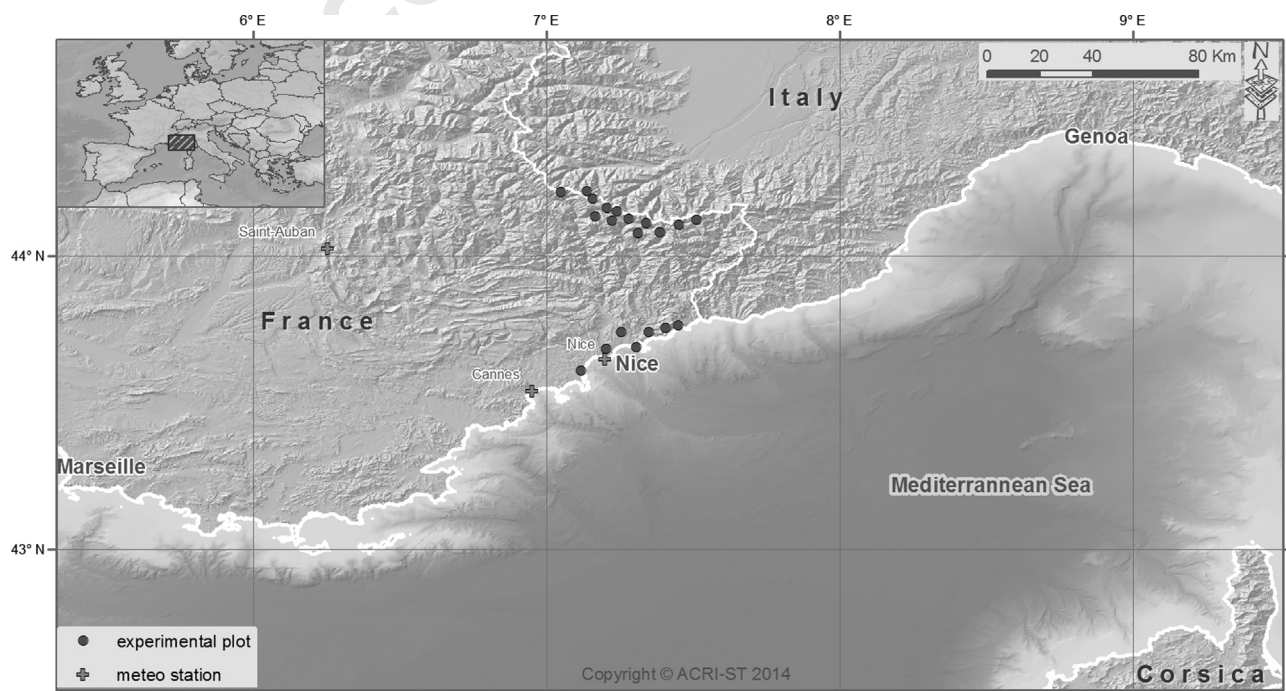 6° E 7° E 8° E 9° E
0 20 40 80 Km
N
Italy
Genoa
Saint-Auban
44° N
France
Nice
Nice
Cannes
Marseille
Mediterrannean Sea
43° N
experimental plot
meteo station
Copyright © ACRI-ST 2014
Corsica